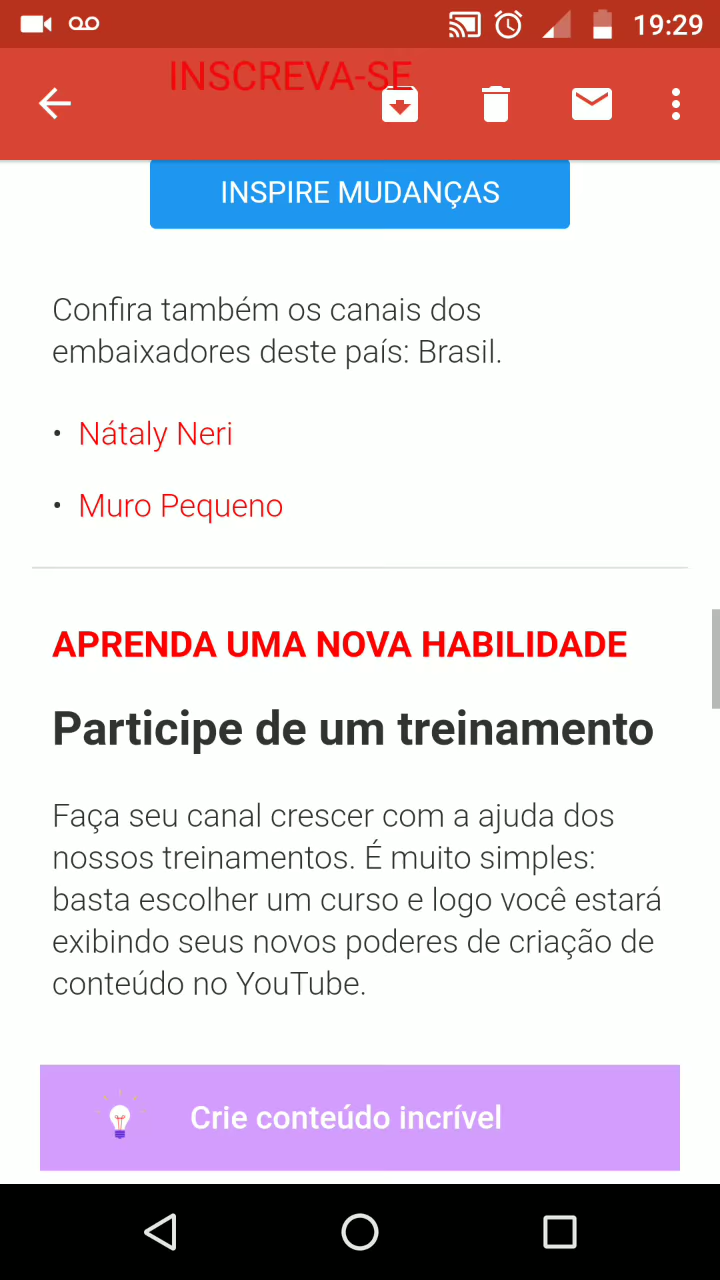 19:29
INSCREVA-SE
INSPIRE MUDANÇAS
Confira também os canais dos
embaixadores deste país: Brasil.
• Nátaly Neri
• Muro Pequeno
APRENDA UMA NOVA HABILIDADE
Participe de um treinamento
Faça seu canal crescer com a ajuda dos
nossos treinamentos. É muito simples:
basta escolher um curso e logo você estará
exibindo seus novos poderes de criação de
conteúdo no YouTube.
Crie conteúdo incrível